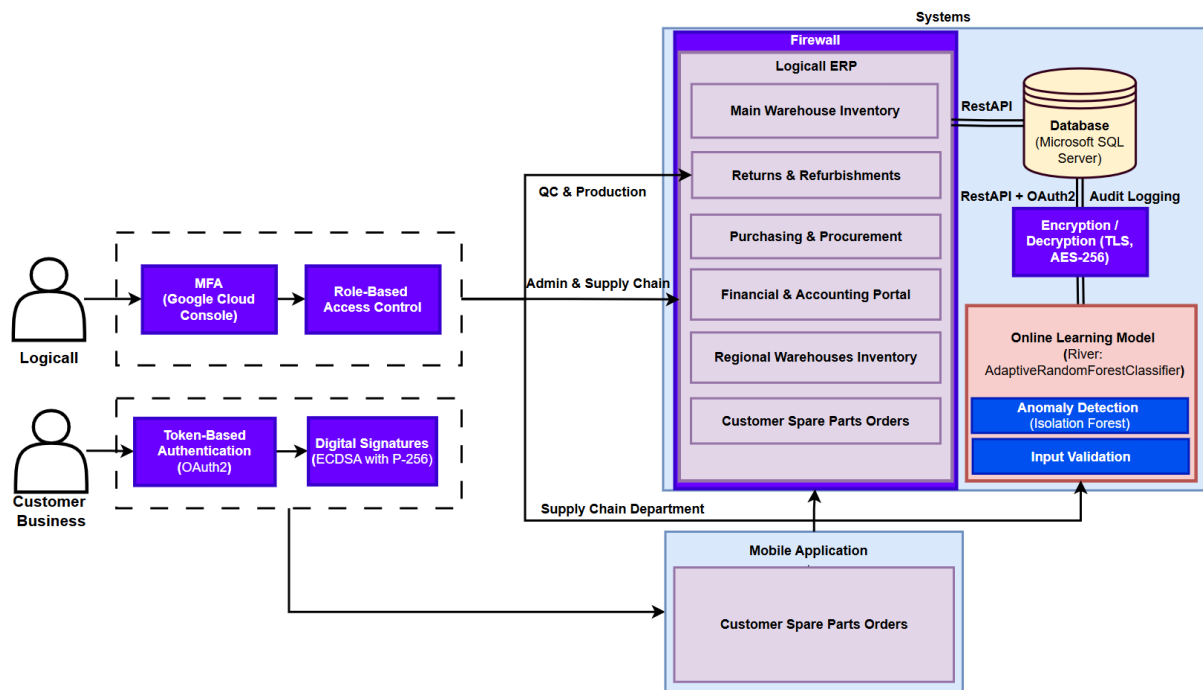 Systems
Firewall
Logicall ERP
Main Warehouse Inventory
Returns & Refurbishments
Purchasing & Procurement
Financial & Accounting Portal
Regional Warehouses Inventory
Customer Spare Parts Orders
RestAPI
Database
(Microsoft SQL
Server)
RestAPI + OAuth2
Audit Logging
Encryption /
Decryption (TLS,
AES-256)
Online Learning Model
(River:
AdaptiveRandomForestClassifier)
Anomaly Detection
(Isolation Forest)
Input Validation
QC & Production
Admin & Supply Chain
Supply Chain Department
Logicall
MFA
(Google Cloud
Console)
Role-Based
Access Control
Customer
Business
Token-Based
Authentication
(OAuth2)
Digital Signatures
(ECDSA with P-256)
Mobile Application
Customer Spare Parts Orders